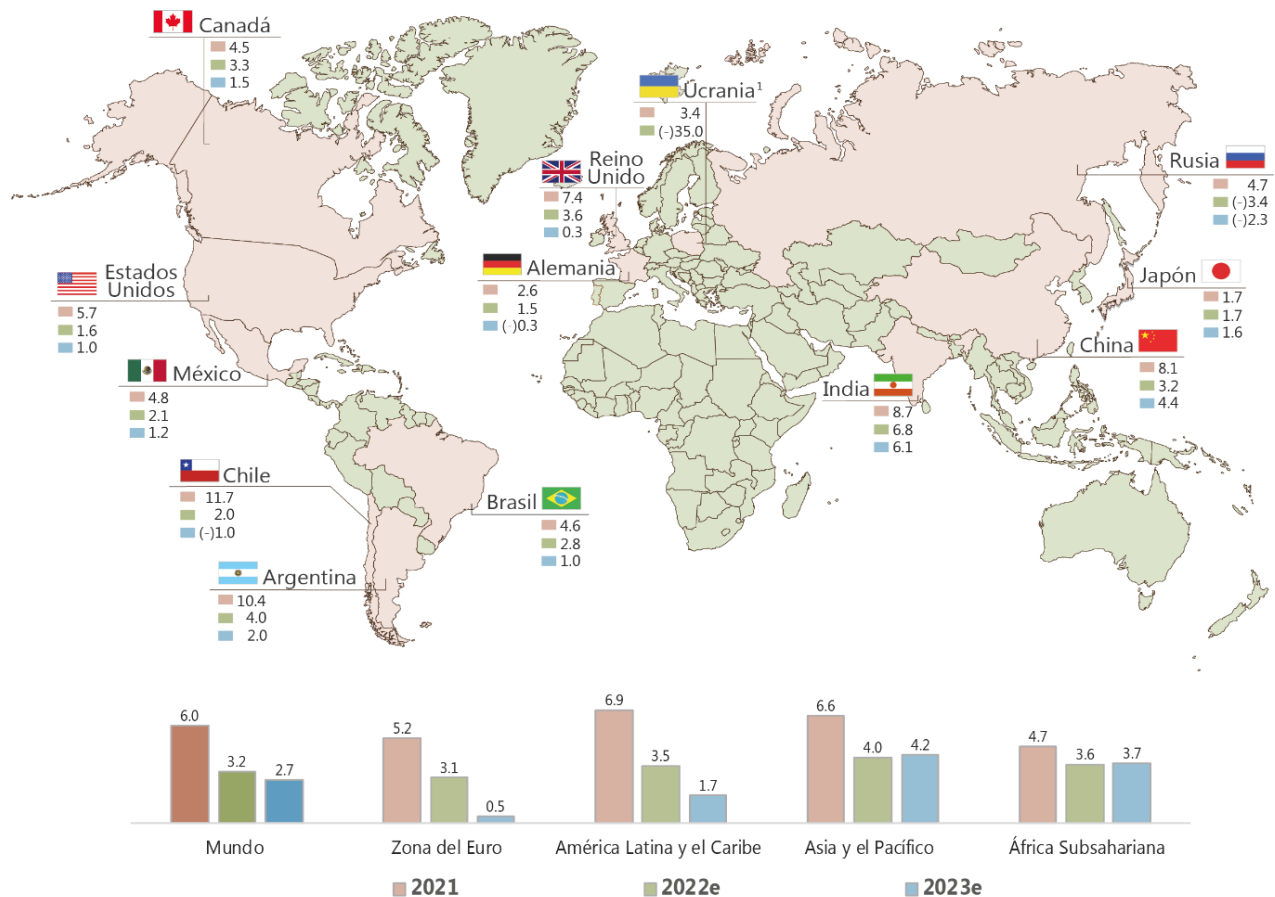 Canadá
4.5
3.3
1.5
Ucrania¹
3.4
(-)35.0
Reino
Unido
7.4
3.6
0.3
Rusia
4.7
(-)3.4
(-)2.3
Alemania
2.6
1.5
(-)0.3
Estados
Unidos
5.7
1.6
1.0
Japón
1.7
1.7
1.6
China
8.1
3.2
4.4
México
4.8
2.1
1.2
India
8.7
6.8
6.1
Chile
11.7
2.0
(-)1.0
Brasil
4.6
2.8
1.0
Argentina
10.4
4.0
2.0
6.0
3.2
2.7
5.2
3.1
0.5
6.9
3.5
1.7
6.6
4.0
4.2
4.7
3.6
3.7
Mundo
Zona del Euro
América Latina y el Caribe
Asia y el Pacífico
África Subsahariana
2021
2022e
2023e